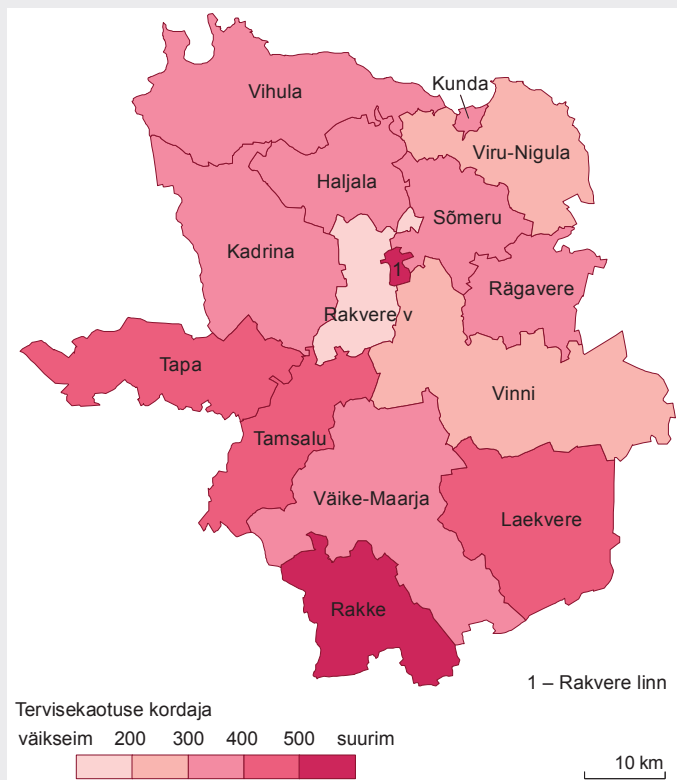 Kunda
Vihula
Viru-Nigula
Haljala
Sõmeru
Kadrina
1
Rägavere
Rakvere v
Tapa
Vinni
Tamsalu
Väike-Maarja
Laekvere
Rakke
1 – Rakvere linn
Tervisekaotuse kordaja
väikseim 200 300 400 500 suurim
10 km